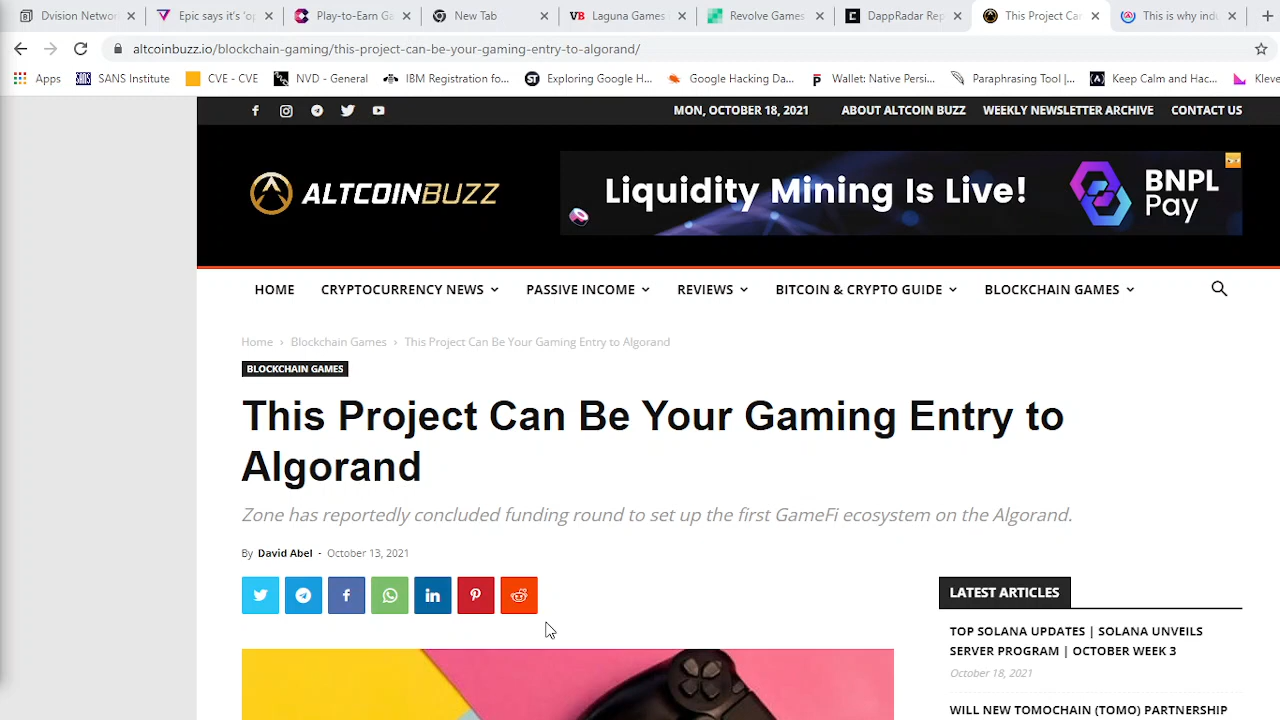 Dvision Networ
Epic says it's 'op
Play-to-Earn Ga
New Tab
Laguna Games
Revolve Games
DappRadar Rep
This Project Can
This is why indi
altcoinbuzz.io/blockchain-gaming/this-project-can-be-your-gaming-entry-to-algorand/
Apps
SANS Institute
CVE - CVE
NVD - General
IBM Registration fo...
Exploring Google H...
Google Hacking Da...
Wallet: Native Persi...
Paraphrasing Tool |...
Keep Calm and Hac...
Kleve
MON, OCTOBER 18, 2021
ABOUT ALTCOIN BUZZ
WEEKLY NEWSLETTER ARCHIVE
CONTACT US
ALTCOINBUZZ
Liquidity Mining Is Live!
BNPL
Pay
HOME
CRYPTOCURRENCY NEWS
PASSIVE INCOME
REVIEWS
BITCOIN & CRYPTO GUIDE
BLOCKCHAIN GAMES
Home › Blockchain Games › This Project Can Be Your Gaming Entry to Algorand
BLOCKCHAIN GAMES
This Project Can Be Your Gaming Entry to
Algorand
Zone has reportedly concluded funding round to set up the first GameFi ecosystem on the Algorand.
By David Abel - October 13, 2021
LATEST ARTICLES
TOP SOLANA UPDATES | SOLANA UNVEILS
SERVER PROGRAM | OCTOBER WEEK 3
October 18, 2021
WILL NEW TOMOCHAIN (TOMO) PARTNERSHIP